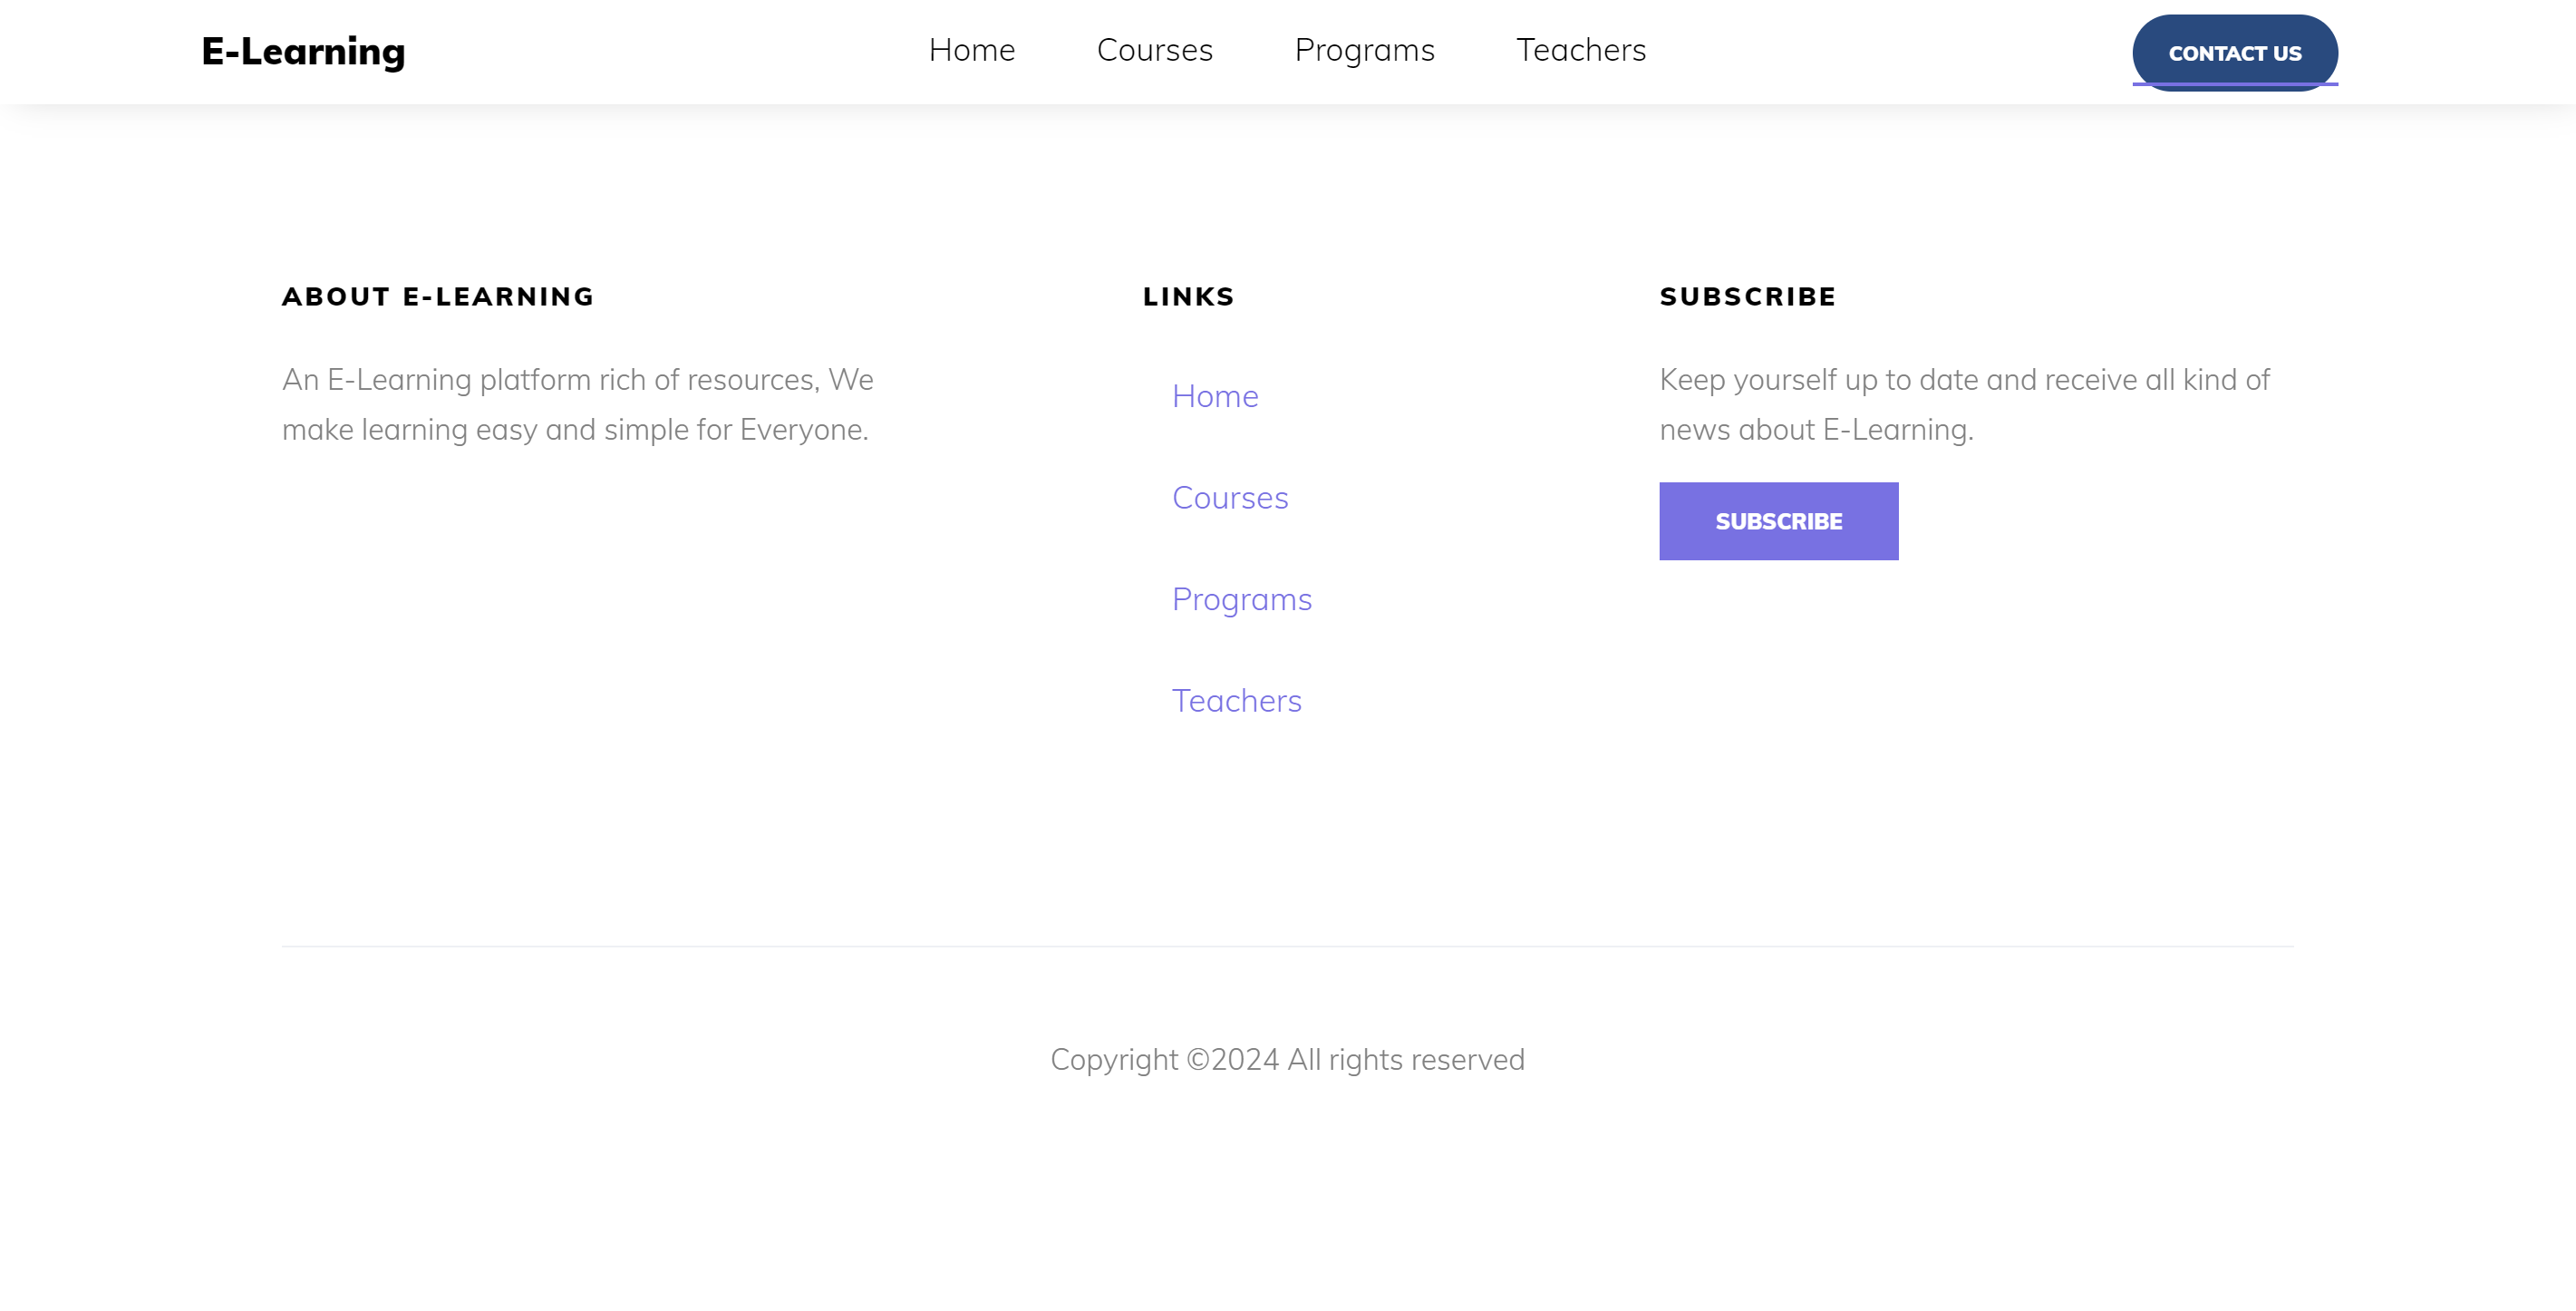 E-Learning
Home Courses Programs Teachers
CONTACT US
ABOUT E-LEARNING
An E-Learning platform rich of resources, We
make learning easy and simple for Everyone.
LINKS
Home
Courses
Programs
Teachers
SUBSCRIBE
Keep yourself up to date and receive all kind of
news about E-Learning.
SUBSCRIBE
Copyright ©2024 All rights reserved